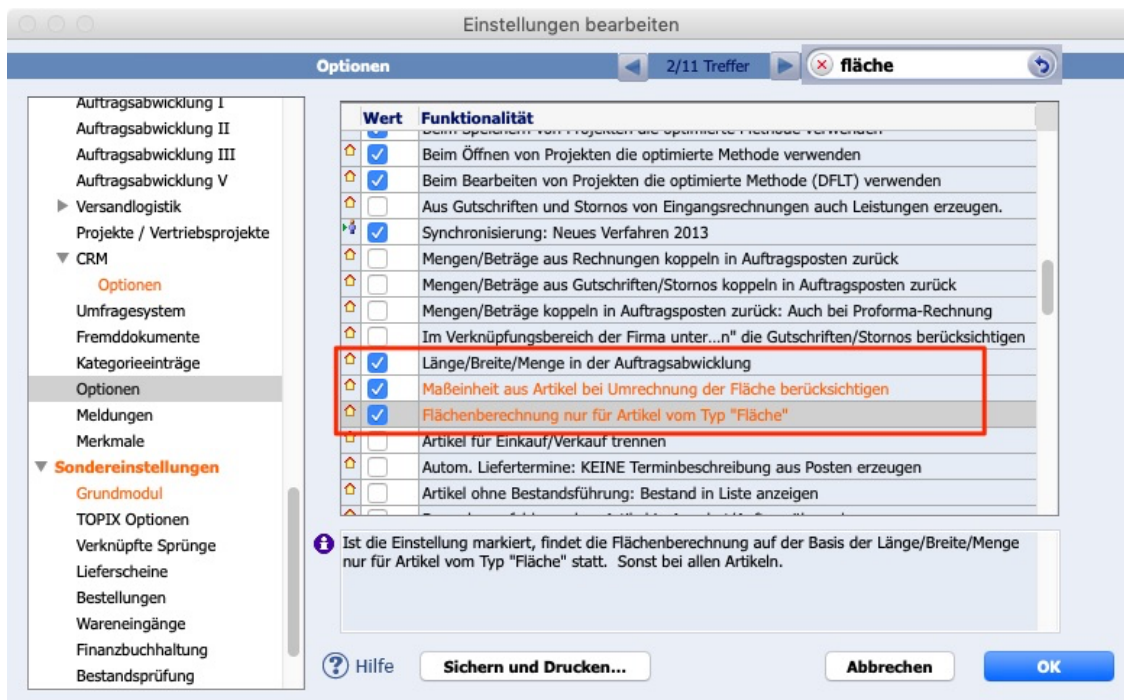 Einstellungen bearbeiten
Optionen
2/11 Treffer
fläche
Auftragsabwicklung I
Auftragsabwicklung II
Auftragsabwicklung III
Auftragsabwicklung V
Versandlogistik
Projekte / Vertriebsprojekte
CRM
Optionen
Umfragesystem
Fremddokumente
Kategorieeinträge
Optionen
Meldungen
Merkmale
Sondereinstellungen
Grundmodul
TOPIX Optionen
Verknüpfte Sprünge
Lieferscheine
Bestellungen
Wareneingänge
Finanzbuchhaltung
Bestandsprüfung
Wert Funktionalität
Beim Speichern von Projekten die optimierte Methode verwenden
Beim Öffnen von Projekten die optimierte Methode verwenden
Beim Bearbeiten von Projekten die optimierte Methode (DFLT) verwenden
Aus Gutschriften und Stornos von Eingangsrechnungen auch Leistungen erzeugen.
Synchronisierung: Neues Verfahren 2013
Mengen/Beträge aus Rechnungen koppeln in Auftragsposten zurück
Mengen/Beträge aus Gutschriften/Stornos koppeln in Auftragsposten zurück
Mengen/Beträge koppeln in Auftragsposten zurück: Auch bei Proforma-Rechnung
Im Verknüpfungsbereich der Firma unter...n" die Gutschriften/Stornos berücksichtigen
Länge/Breite/Menge in der Auftragsabwicklung
Maßeinheit aus Artikel bei Umrechnung der Fläche berücksichtigen
Flächenberechnung nur für Artikel vom Typ "Fläche"
Artikel für Einkauf/Verkauf trennen
Autom. Liefertermine: KEINE Terminbeschreibung aus Posten erzeugen
Artikel ohne Bestandsführung: Bestand in Liste anzeigen
Ist die Einstellung markiert, findet die Flächenberechnung auf der Basis der Länge/Breite/Menge
nur für Artikel vom Typ "Fläche" statt. Sonst bei allen Artikeln.
Hilfe
Sichern und Drucken...
Abbrechen
OK